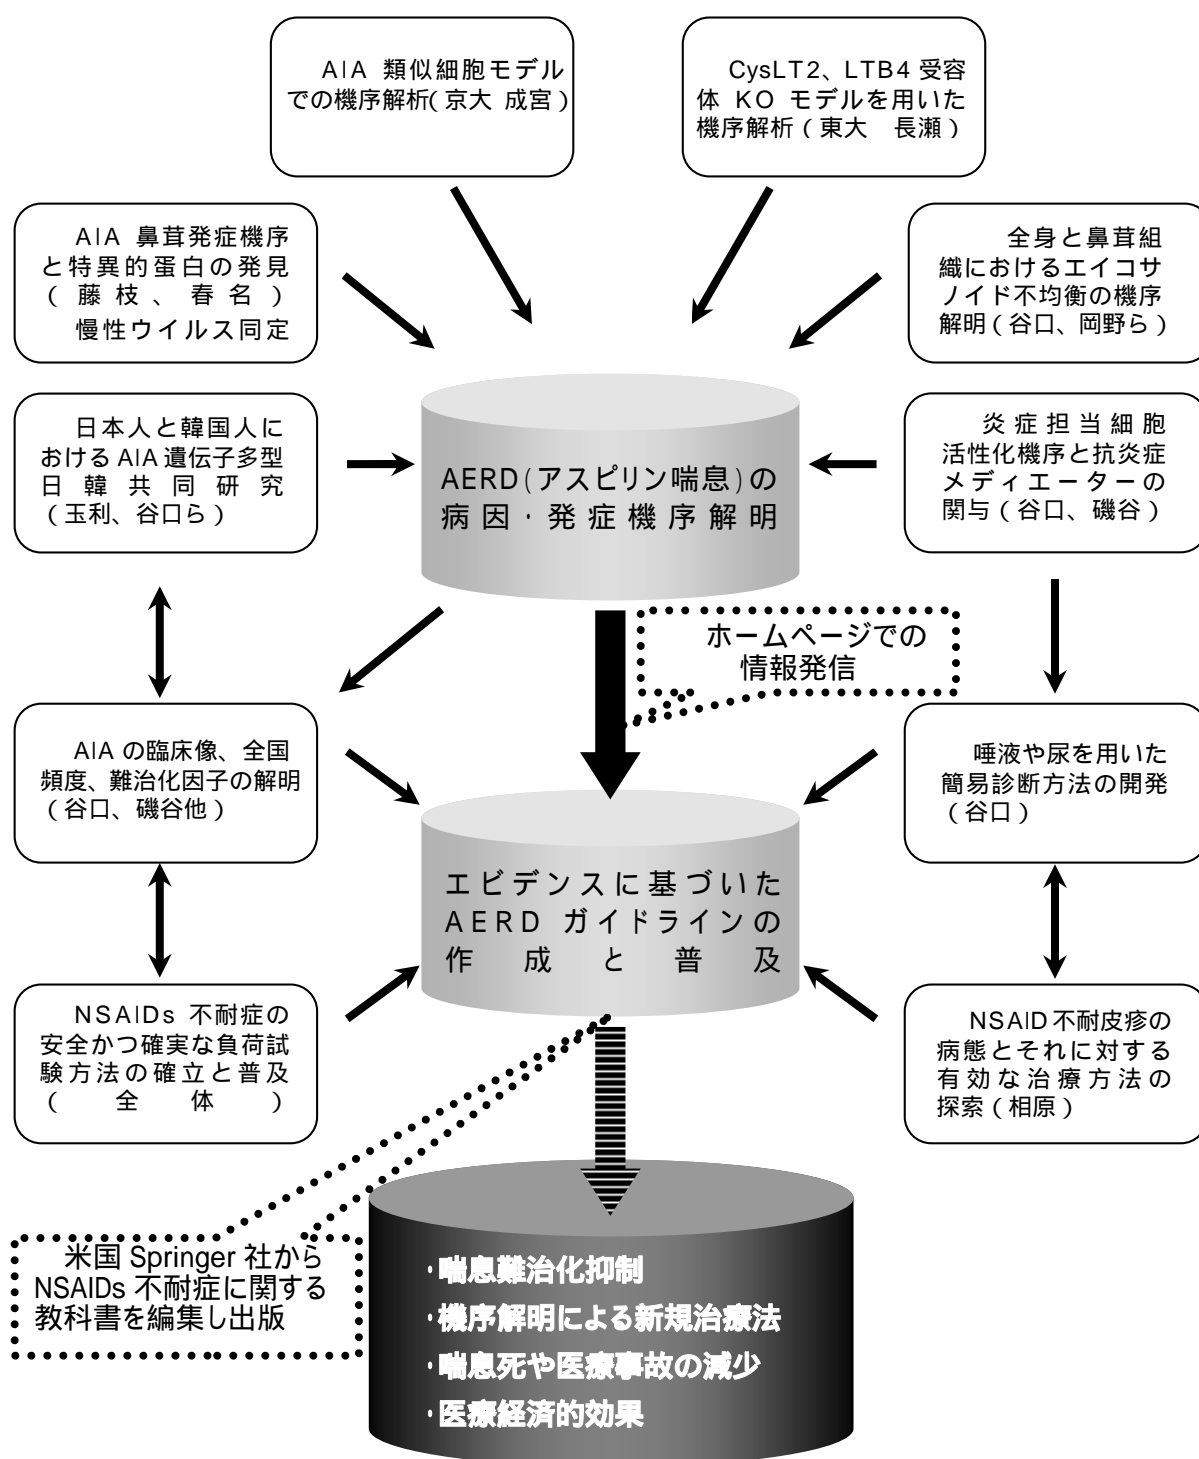 AIA 類似細胞モデル
での機序解析(京大 成宮)
CysLT2、LTB4 受容
体 KO モデルを用いた
機序解析(東大 長瀬)
AIA 鼻茸発症機序
と特異的蛋白の発見
(藤枝、春名)
慢性ウイルス同定
全身と鼻茸組
織におけるエイコサ
ノイド不均衡の機序
解明(谷口、岡野ら)
日本人と韓国人に
おける AIA 遺伝子多型
日韓共同研究
(玉利、谷口ら)
AERD(アスピリン喘息)の
病因・発症機序解明
炎症担当細胞
活性化機序と抗炎症
メディエーターの
関与(谷口、磯谷)
ホームページでの
情報発信
AIA の臨床像、全国
頻度、難治化因子の解明
(谷口、磯谷他)
唾液や尿を用いた
簡易診断方法の開発
(谷口)
エビデンスに基づいた
AERD ガイドラインの
作成と普及
NSAIDs 不耐症の
安全かつ確実な負荷試
験方法の確立と普及
(全体)
NSAID 不耐皮疹の
病態とそれに対する
有効な治療方法の
探索(相原)
米国 Springer 社から
NSAIDs 不耐症に関する
教科書を編集し出版
・喘息難治化抑制
・機序解明による新規治療法
・喘息死や医療事故の減少
・医療経済的効果